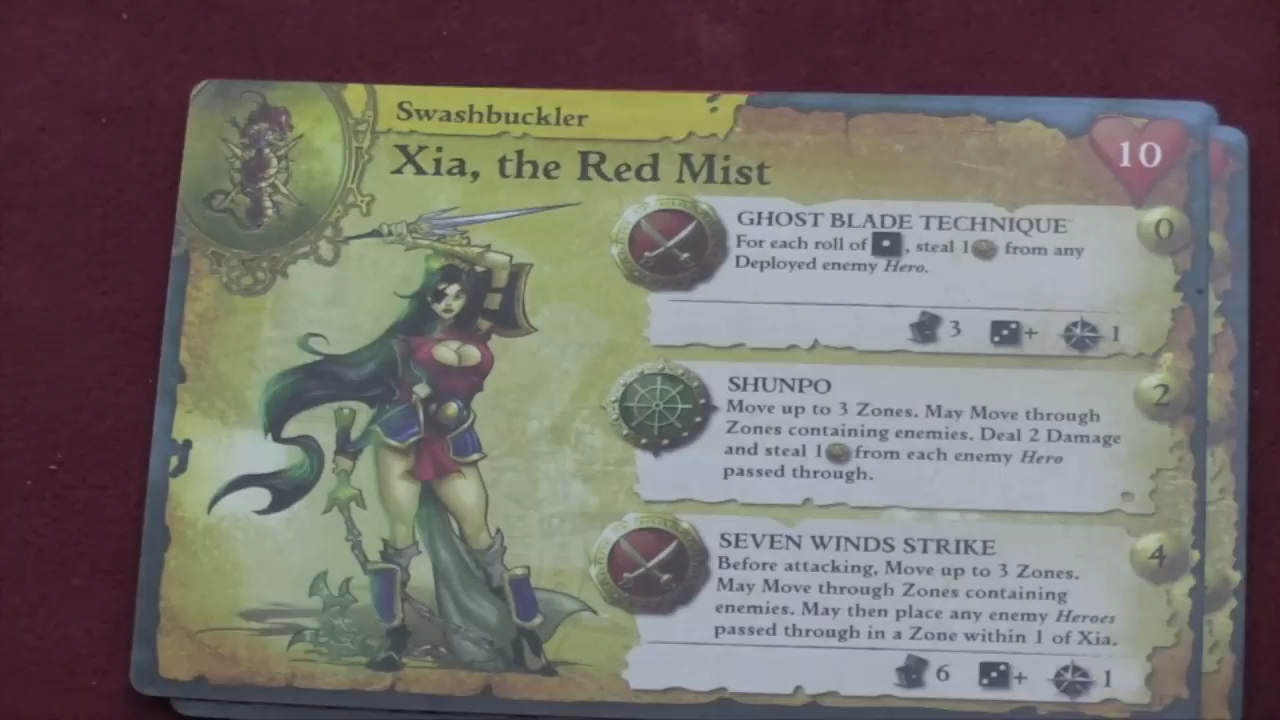 Swashbuckler
Xia, the Red Mist
10
GHOST BLADE TECHNIQUE
0
For each roll of , steal 1 from any
Deployed enemy Hero.
3 + 1
SHUNPO
2
Move up to 3 Zones. May Move through
Zones containing enemies. Deal 2 Damage
and steal 1 from each enemy Hero
passed through.
SEVEN WINDS STRIKE
4
Before attacking, Move up to 3 Zones.
May Move through Zones containing
enemies. May then place any enemy Heroes
passed through in a Zone within 1 of Xia.
6 + 1